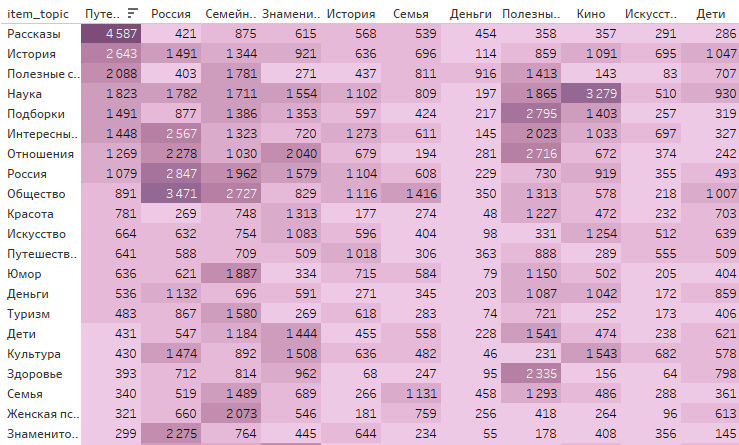 item_topic Путе.. Россия Семейн.. Знамени.. История Семья Деньги Полезны.. Кино Искусст.. Дети
Рассказы 4 587 421 875 615 568 539 454 358 357 291 286
История 2 643 1 491 1 344 921 636 696 114 859 1 091 695 1 047
Полезные с.. 2 088 403 1 781 271 437 811 916 1 413 143 83 707
Наука 1 823 1 782 1 711 1 554 1 102 809 197 1 865 3 279 510 930
Подборки 1 491 877 1 386 1 353 597 424 217 2 795 1 403 257 319
Интересны.. 1 448 2 567 1 323 720 1 273 611 145 2 023 1 033 697 327
Отношения 1 269 2 278 1 030 2 040 679 194 281 2 716 672 374 242
Россия 1 079 2 847 1 962 1 579 1 104 608 229 730 919 355 493
Общество 891 3 471 2 727 829 1 116 1 416 350 1 313 578 218 1 007
Красота 781 269 748 1 313 177 274 48 1 227 472 232 703
Искусство 664 632 754 1 083 596 404 98 331 1 254 512 639
Путешеств.. 641 588 709 509 1 018 306 363 888 289 555 509
Юмор 636 621 1 887 334 715 584 79 1 150 502 205 404
Деньги 536 1 132 696 591 271 345 203 1 087 1 042 172 859
Туризм 483 867 1 580 269 618 283 74 721 252 173 406
Дети 431 547 1 184 1 444 455 558 228 1 541 474 238 621
Культура 430 1 474 892 1 508 636 482 46 231 1 543 682 578
Здоровье 393 712 814 962 68 247 95 2 335 156 64 798
Семья 340 519 1 489 689 266 1 131 458 1 293 486 288 361
Женская пс.. 321 660 2 073 546 181 759 256 418 264 96 613
Знаменито.. 299 2 275 764 445 644 234 55 178 408 356 145